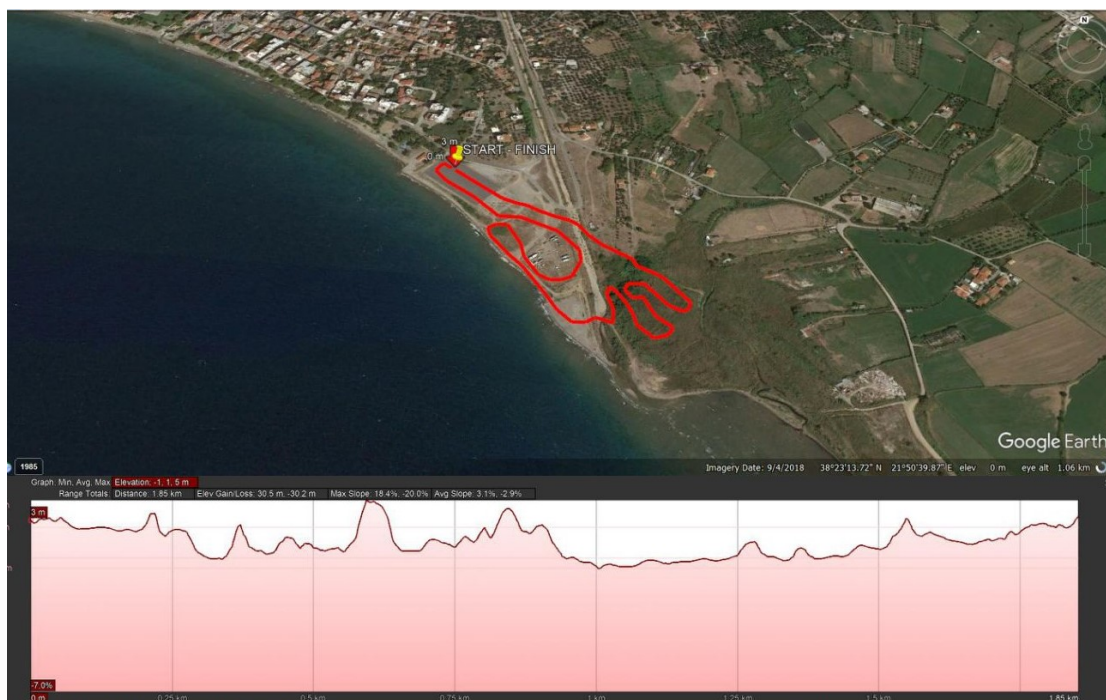 N
3 m
0 m START - FINISH
Google Earth
1985
Imagery Date: 9/4/2018 38°23'13.72" N 21°50'39.87" E elev 0 m eye alt 1.06 km
Graph: Min, Avg, Max Elevation: -1, 1, 5 m
Range Totals: Distance: 1.85 km Elev Gain/Loss: 30.5 m, -30.2 m Max Slope: 18.4%, -20.0% Avg Slope: 3.1%, -2.9%
3 m
m
m
m
-7.0%
0 m 0.25 km 0.5 km 0.75 km 1 km 1.25 km 1.5 km 1.85 km